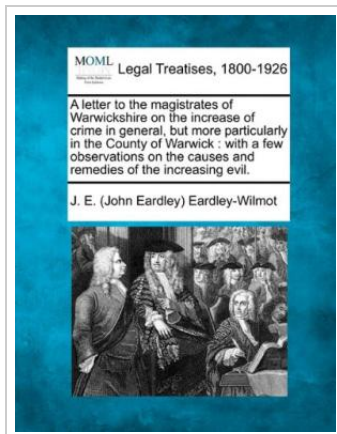 MOML
Legal Treatises, 1800-1926
A letter to the magistrates of
Warwickshire on the increase of
crime in general, but more particularly
in the County of Warwick : with a few
observations on the causes and
remedies of the increasing evil.
J. E. (John Eardley) Eardley-Wilmot